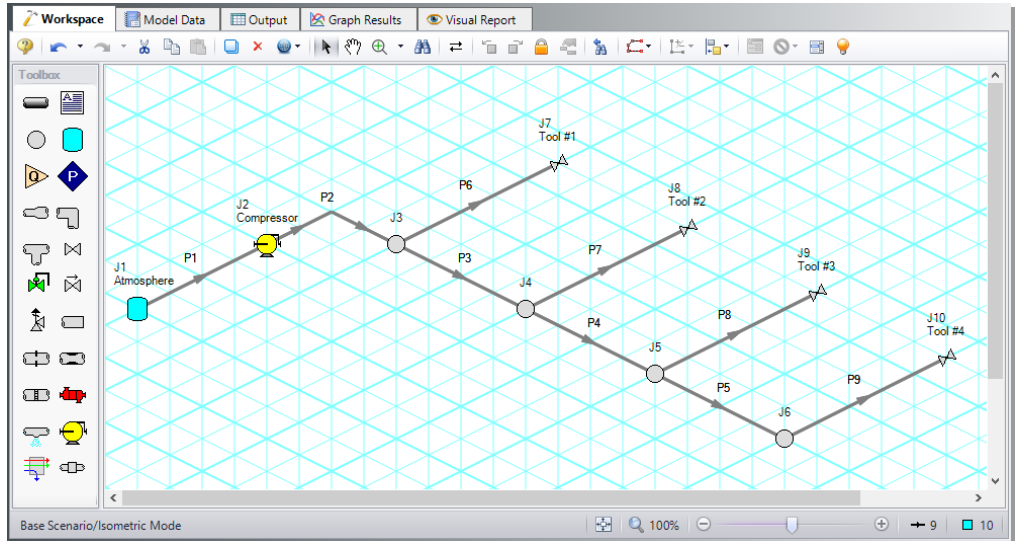 Workspace
Model Data
Output
Graph Results
Visual Report
Toolbox
A
Q
P
J7
Tool #1
P6
J8
Tool #2
J2
Compressor
P2
J3
P7
J9
Tool #3
P1
P3
J1
Atmosphere
J4
P8
J10
Tool #4
P4
J5
P9
P5
J6
Base Scenario/Isometric Mode
100%
9
10